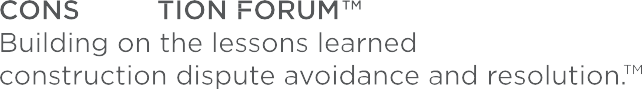 CONS TION FORUM™
Building on the lessons learned
construction dispute avoidance and resolution.™